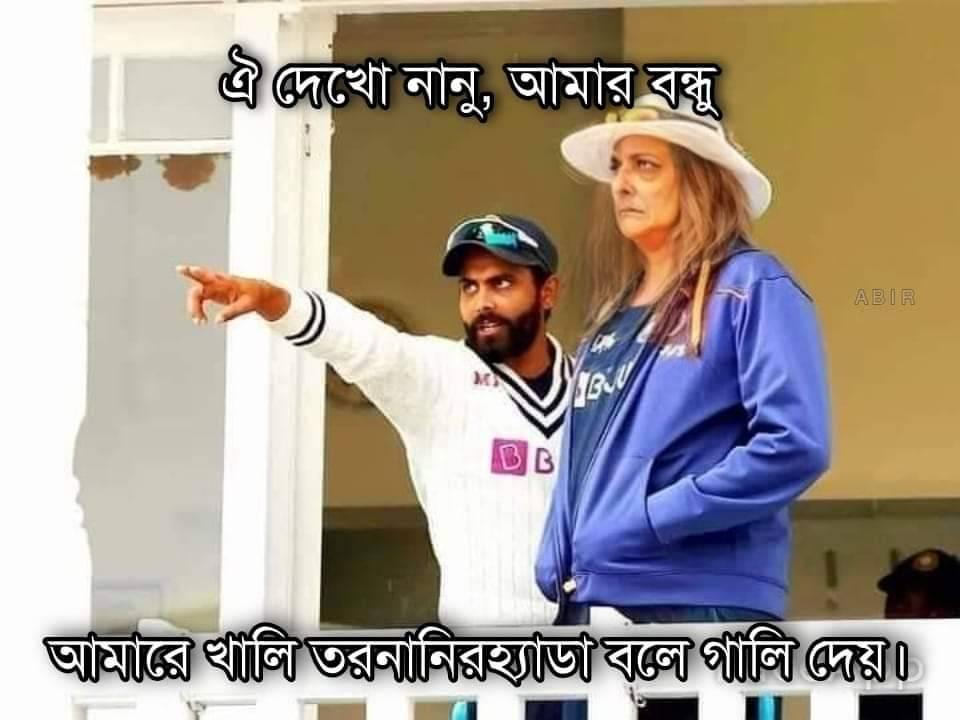 ঐ দেখো নানু, আমার বন্ধু
ABIR
আমারে খালি তরনানিরহ্যাডা বলে গালি দেয়।